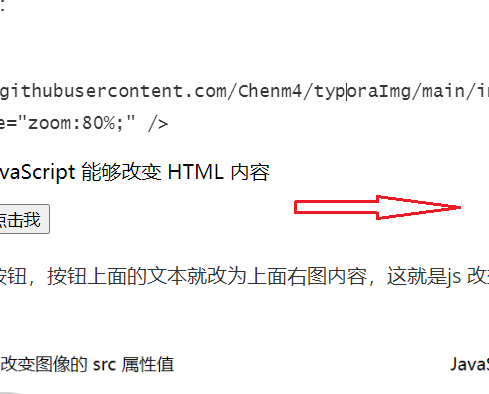 :
githubusercontent.com/Chenm4/typoraImg/main/in
e="zoom:80%;" />
vaScript 能够改变 HTML 内容
点击我
按钮，按钮上面的文本就改为上面右图内容，这就是js 改
改变图像的 src 属性值 JavaS